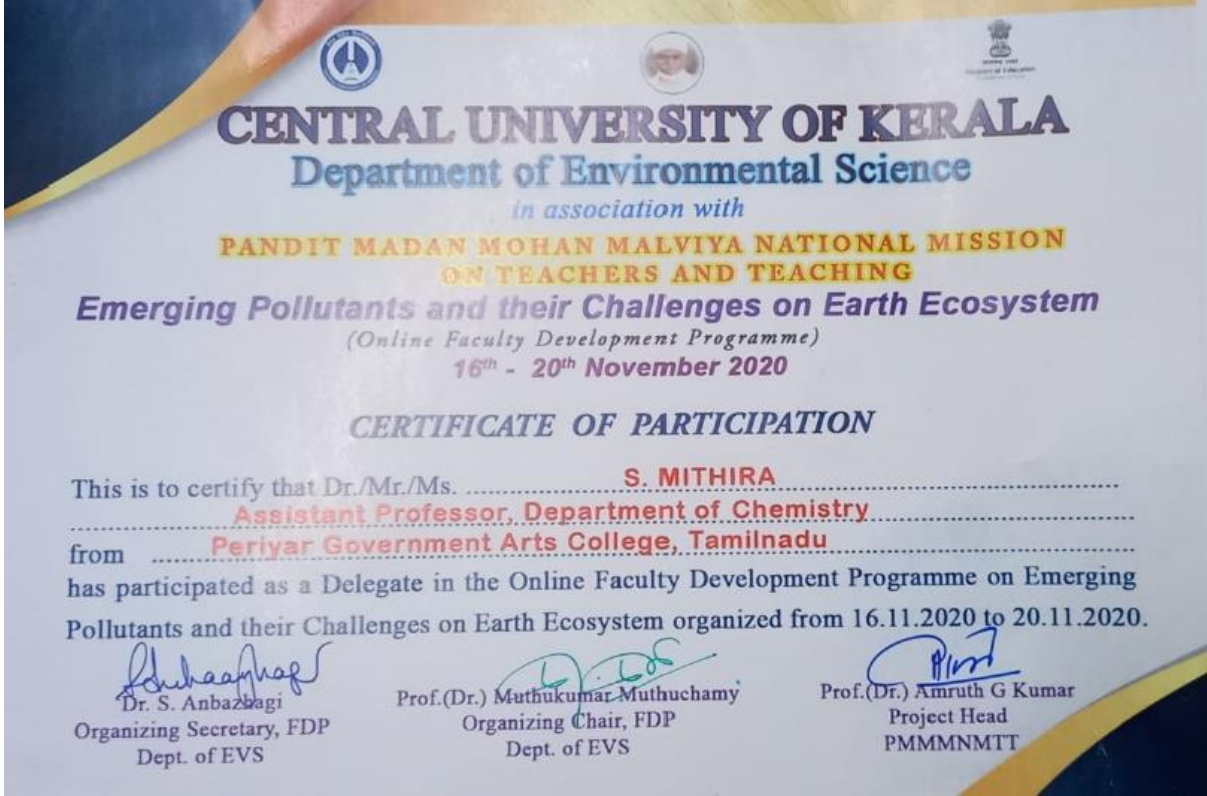 CENTRAL UNIVERSITY OF KERALA
Department of Environmental Science
in association with
PANDIT MADAN MOHAN MALVIYA NATIONAL MISSION
ON TEACHERS AND TEACHING
Emerging Pollutants and their Challenges on Earth Ecosystem
(Online Faculty Development Programme)
16th - 20th November 2020
CERTIFICATE OF PARTICIPATION
This is to certify that Dr./Mr./Ms. S. MITHIRA
Assistant Professor, Department of Chemistry
from Periyar Government Arts College, Tamilnadu
has participated as a Delegate in the Online Faculty Development Programme on Emerging
Pollutants and their Challenges on Earth Ecosystem organized from 16.11.2020 to 20.11.2020.
Dr. S. Anbazhagi
Organizing Secretary, FDP
Dept. of EVS
Prof.(Dr.) Muthukumar Muthuchamy
Organizing Chair, FDP
Dept. of EVS
Prof.(Dr.) Amruth G Kumar
Project Head
PMMMNMTT